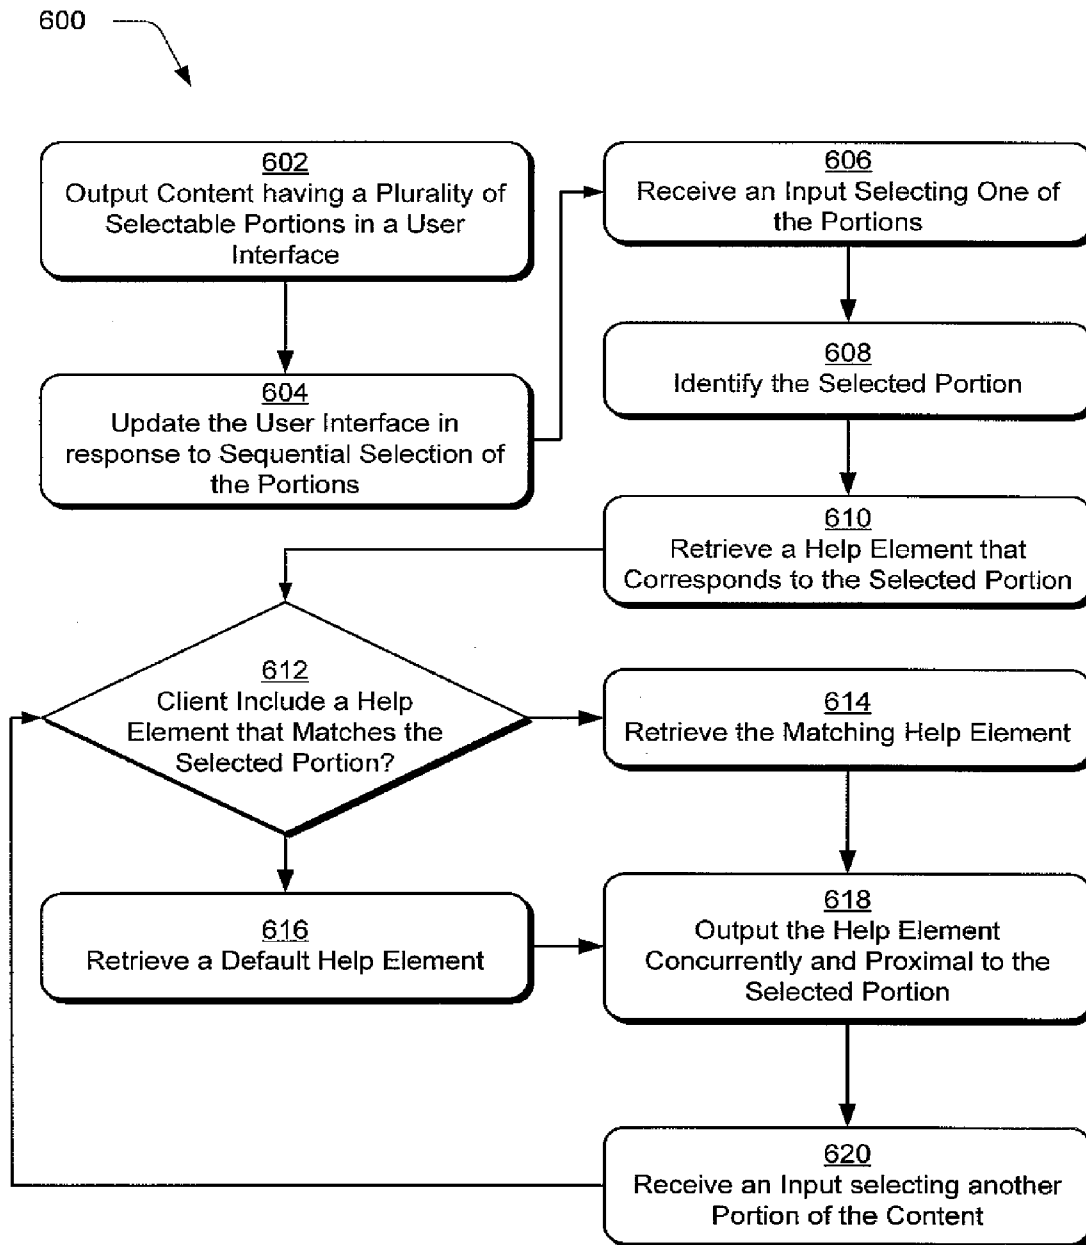 600
602
Output Content having a Plurality of
Selectable Portions in a User
Interface
604
Update the User Interface in
response to Sequential Selection of
the Portions
606
Receive an Input Selecting One of
the Portions
608
Identify the Selected Portion
610
Retrieve a Help Element that
Corresponds to the Selected Portion
612
Client Include a Help
Element that Matches the
Selected Portion?
614
Retrieve the Matching Help Element
616
Retrieve a Default Help Element
618
Output the Help Element
Concurrently and Proximal to the
Selected Portion
620
Receive an Input selecting another
Portion of the Content